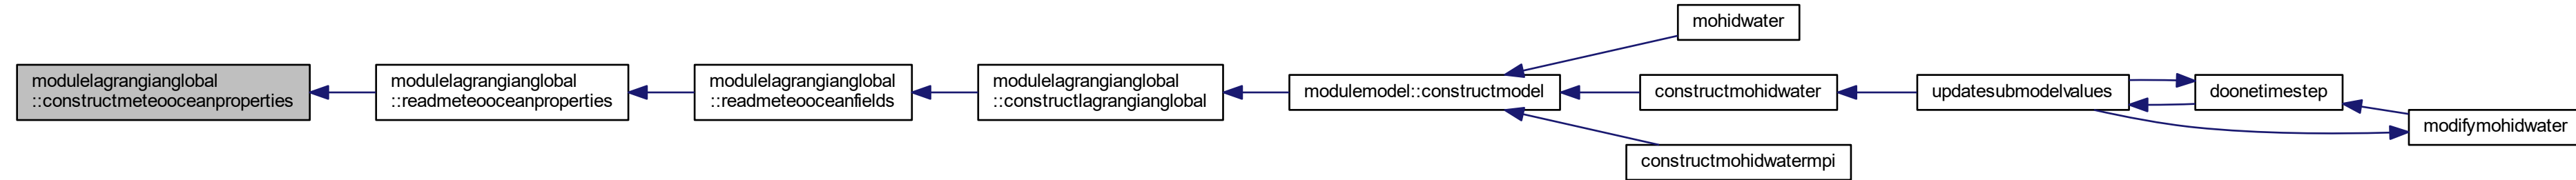 modulelagrangianglobal
::constructmeteooceanproperties
modulelagrangianglobal
::readmeteooceanproperties
modulelagrangianglobal
::readmeteooceanfields
modulelagrangianglobal
::constructlagrangianglobal
modulemodel::constructmodel
mohidwater
constructmohidwater
constructmohidwatermpi
updatesubmodelvalues
doonetimestep
modifymohidwater